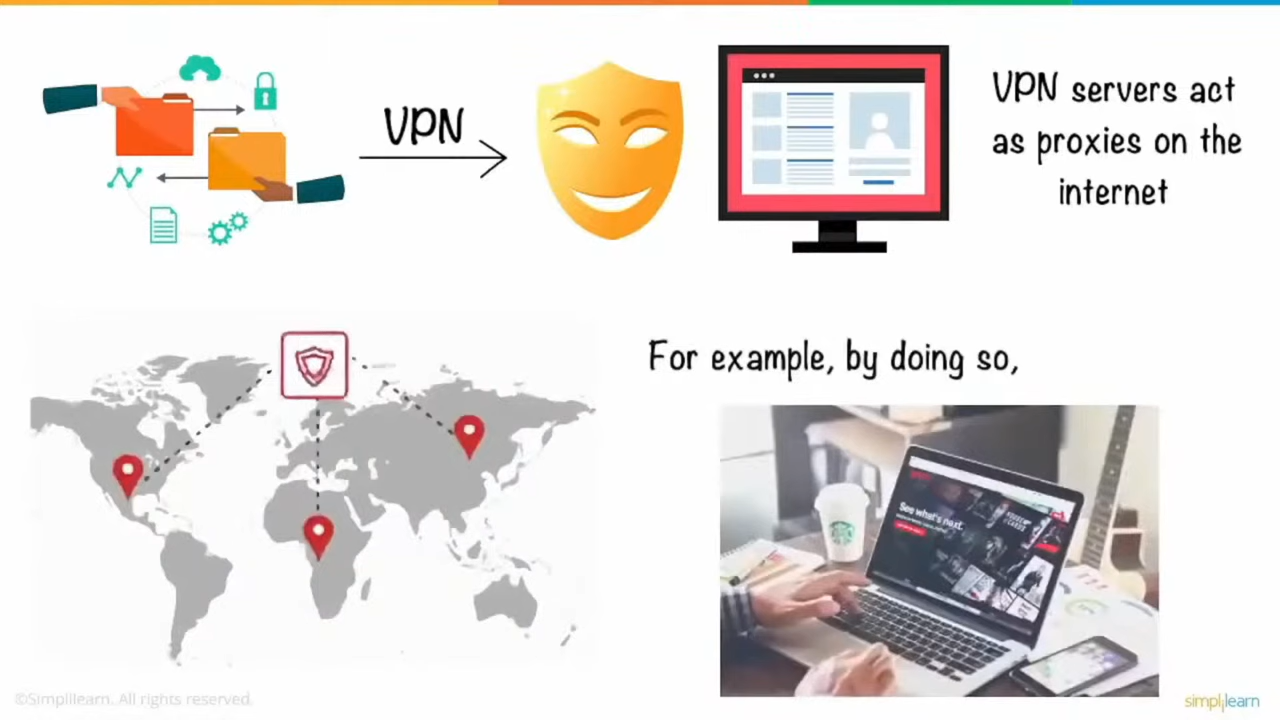 VPN
VPN servers act
as proxies on the
internet
For example, by doing so,
See what's next.
©Simplilearn. All rights reserved.
simplilearn